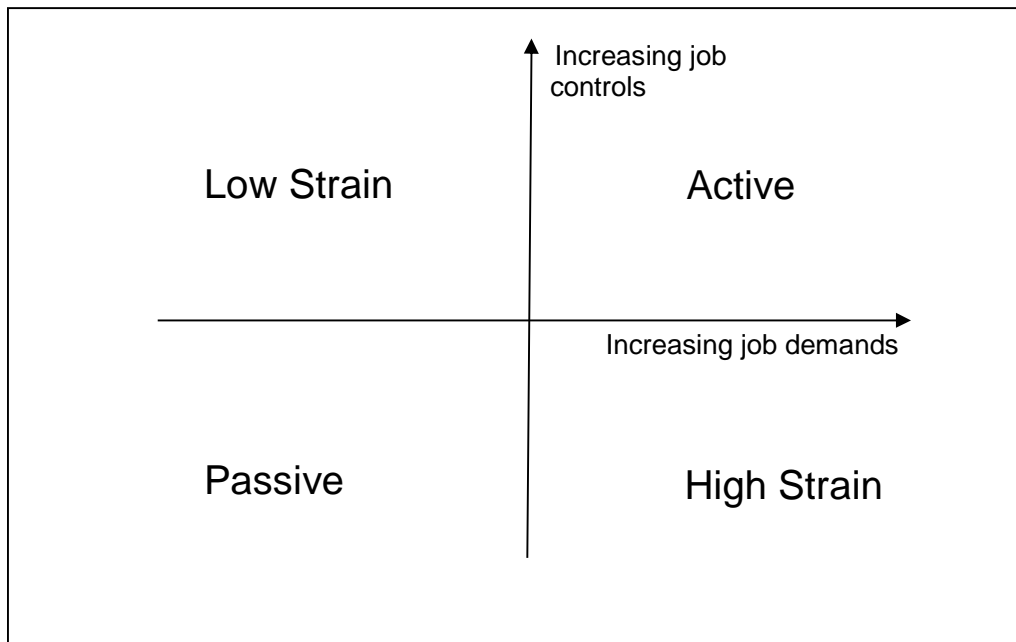 Increasing job
controls
Low Strain
Active
Increasing job demands
Passive
High Strain